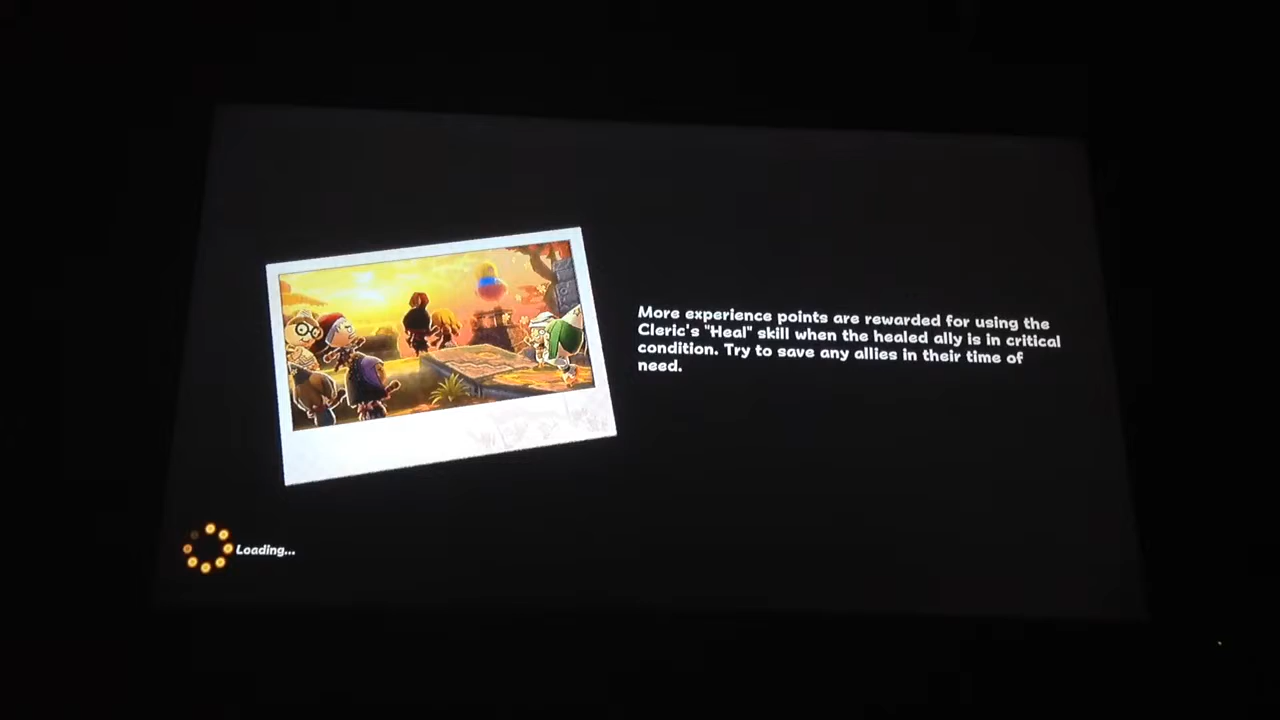 More experience points are rewarded for using the
Cleric's "Heal" skill when the healed ally is in critical
condition. Try to save any allies in their time of
need.
Loading...